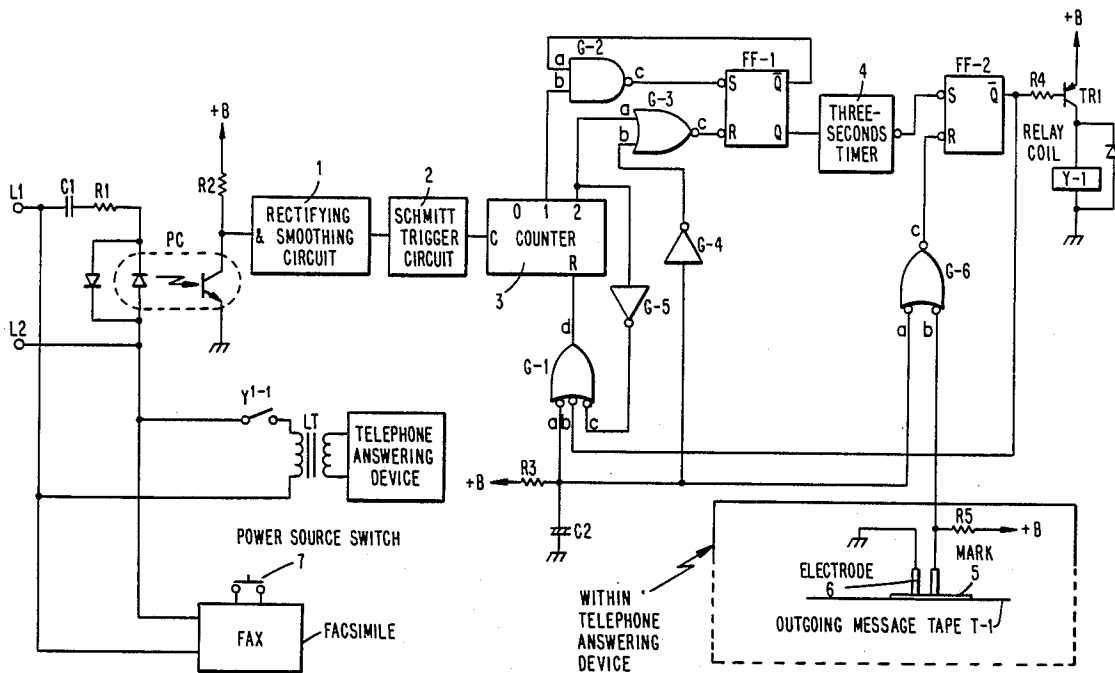 +B
G-2
a
b
c
FF-1
S
Q
R
Q
G-3
a
b
c
4
THREE-
SECONDS
TIMER
FF-2
S
Q
R
R4
+B
TR1
RELAY
COIL
Y-1
+B
R2
L1
C1
R1
PC
L2
1
RECTIFYING
& SMOOTHING
CIRCUIT
2
SCHMITT
TRIGGER
CIRCUIT
0 1 2
C COUNTER
R
3
G-4
G-5
G-6
c
a
b
d
G-1
a
b
c
Y1-1
LT
TELEPHONE
ANSWERING
DEVICE
+B
R3
C2
POWER SOURCE SWITCH
7
FAX
FACSIMILE
WITHIN
TELEPHONE
ANSWERING
DEVICE
R5
+B
MARK
5
ELECTRODE
6
OUTGOING MESSAGE TAPE T-1